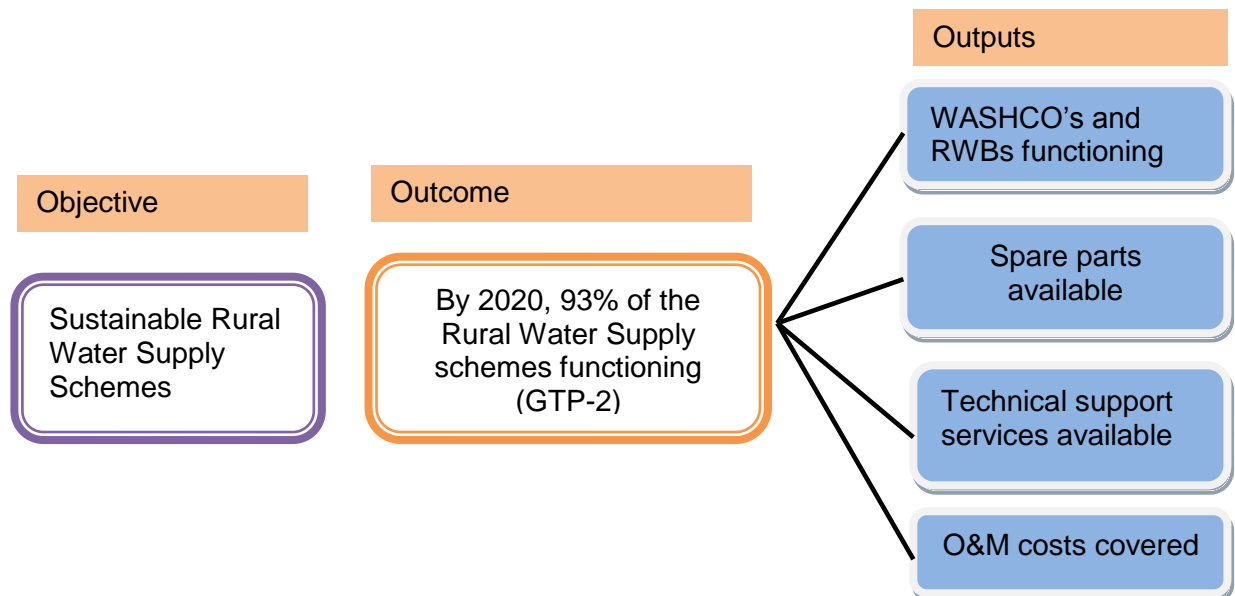 Objective
Sustainable Rural
Water Supply
Schemes
Outcome
By 2020, 93% of the
Rural Water Supply
schemes functioning
(GTP-2)
Outputs
WASHCO’s and
RWBs functioning
Spare parts
available
Technical support
services available
O&M costs covered